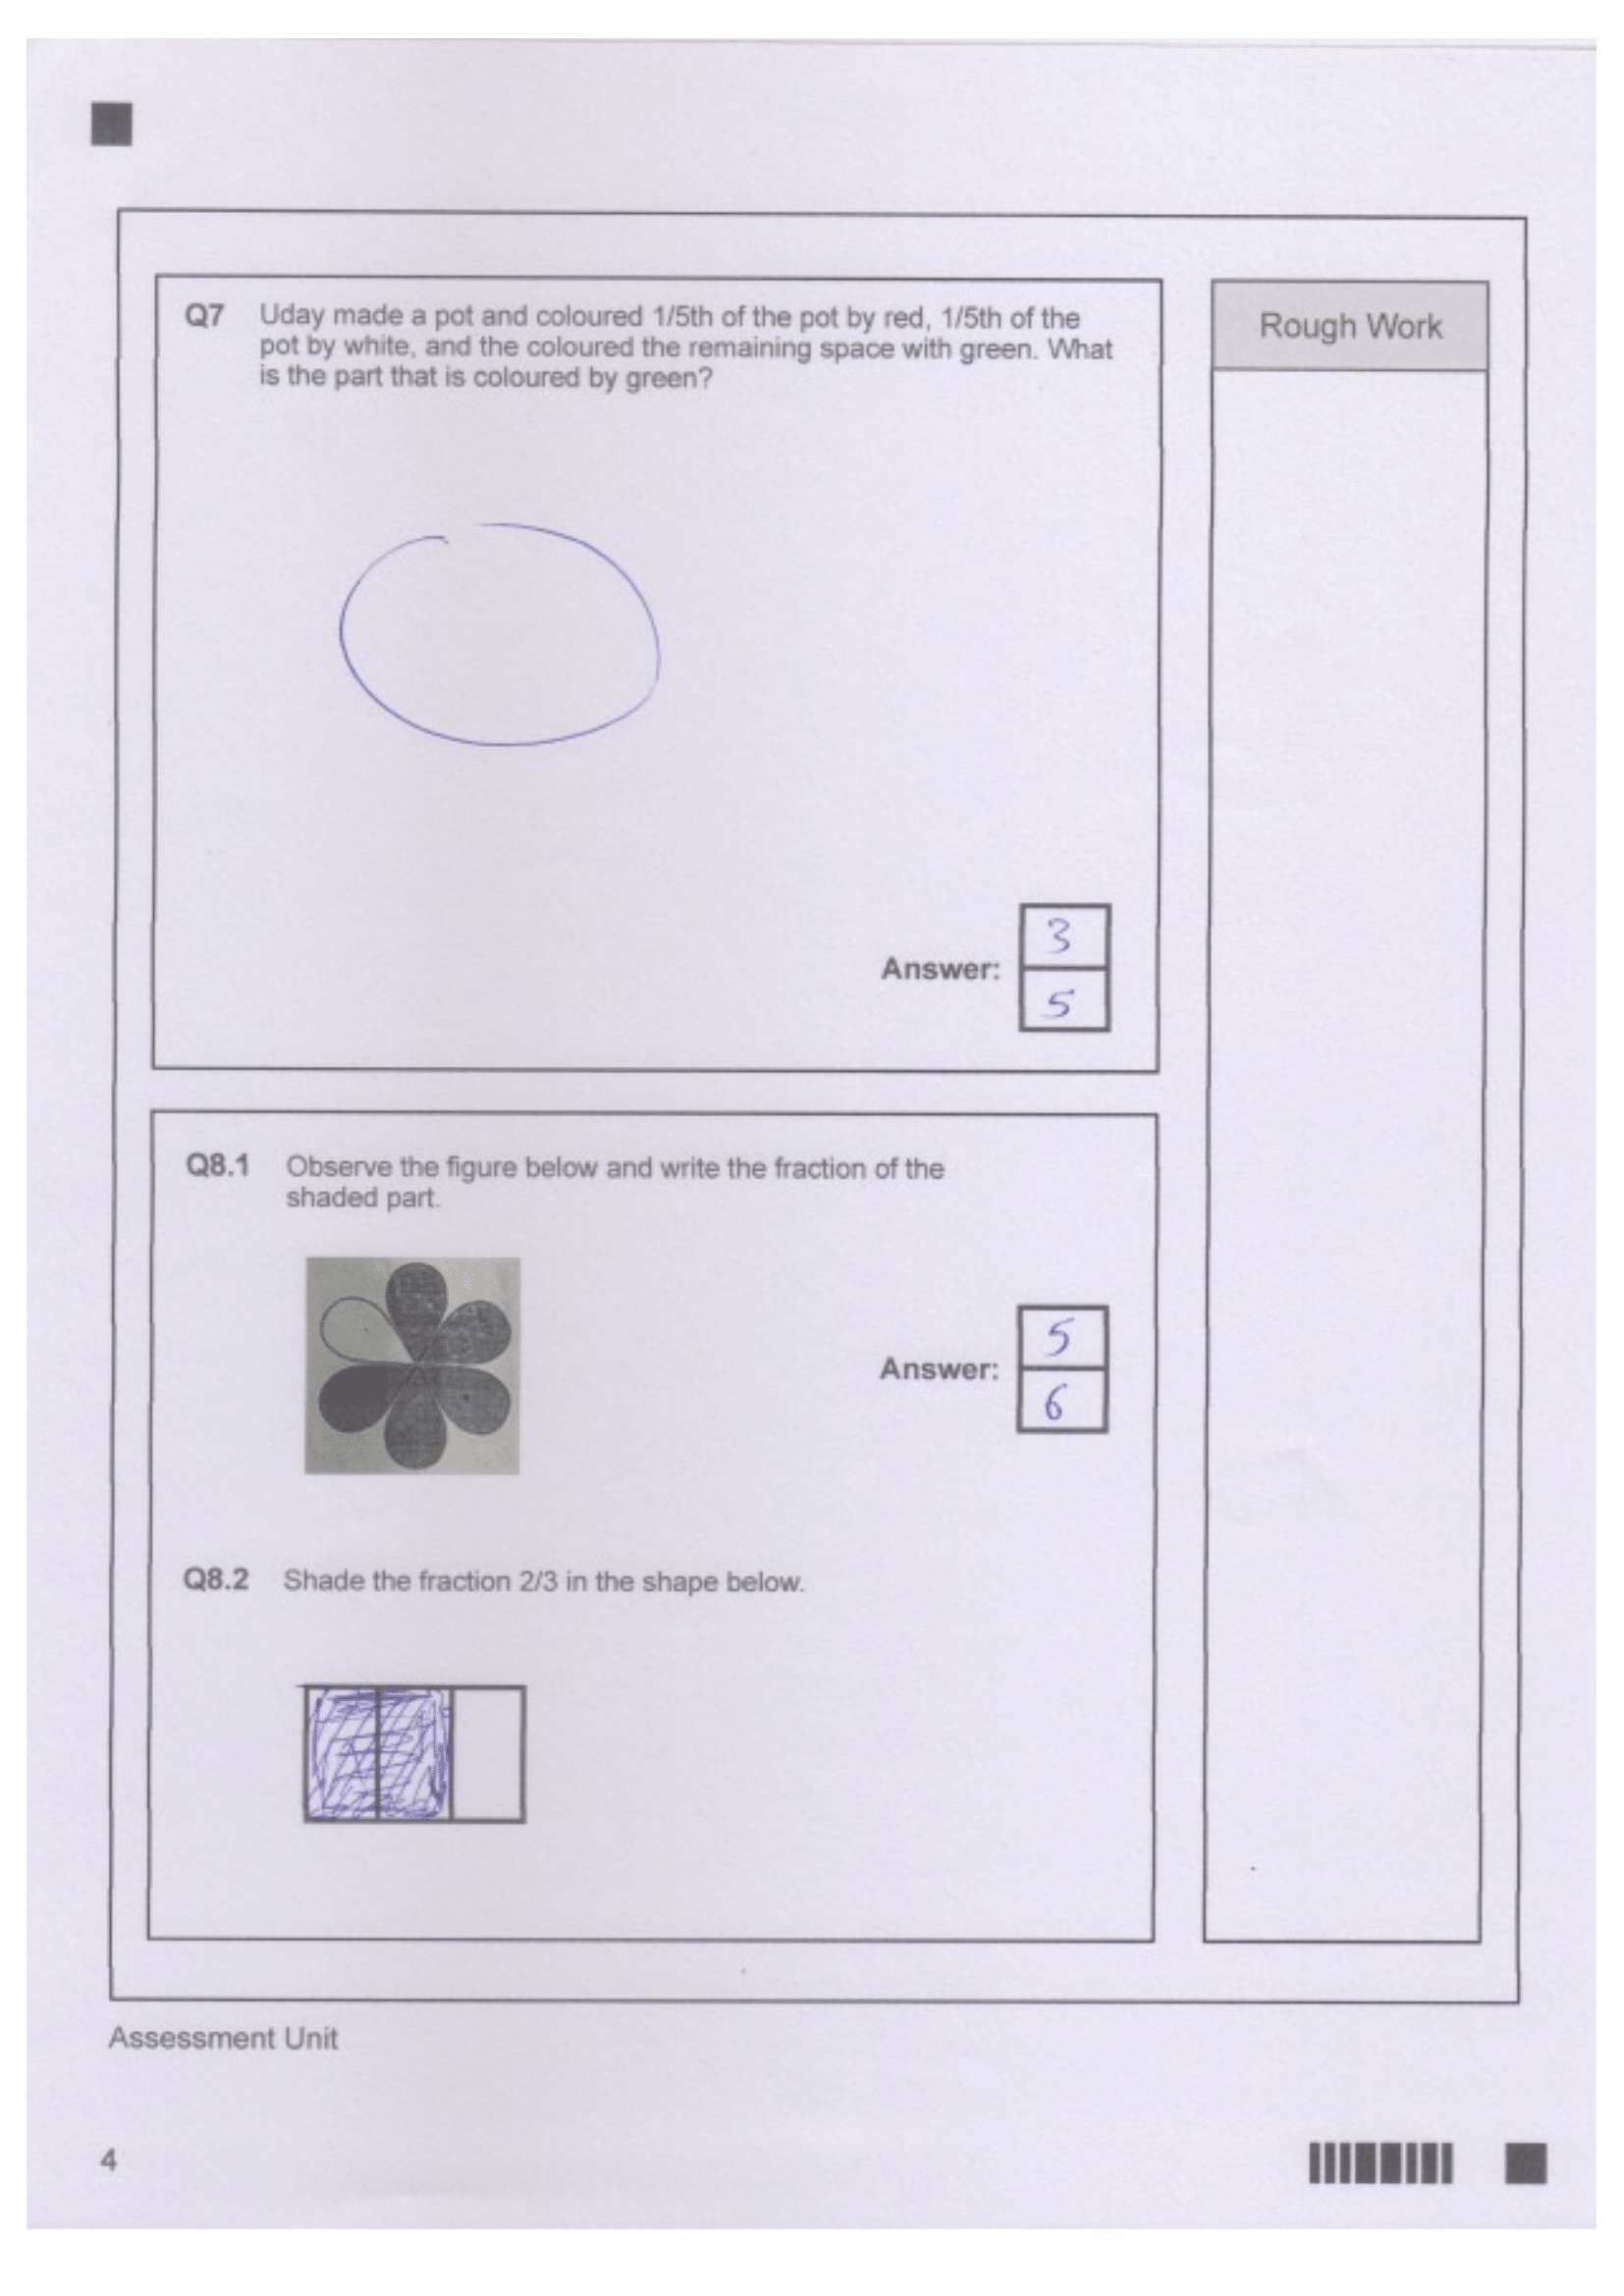 Q7 Uday made a pot and coloured 1/5th of the pot by red, 1/5th of the
pot by white, and the coloured the remaining space with green. What
is the part that is coloured by green?
Rough Work
3
Answer:
5
Q8.1 Observe the figure below and write the fraction of the
shaded part.
5
Answer:
6
Q8.2 Shade the fraction 2/3 in the shape below.
Assessment Unit
4